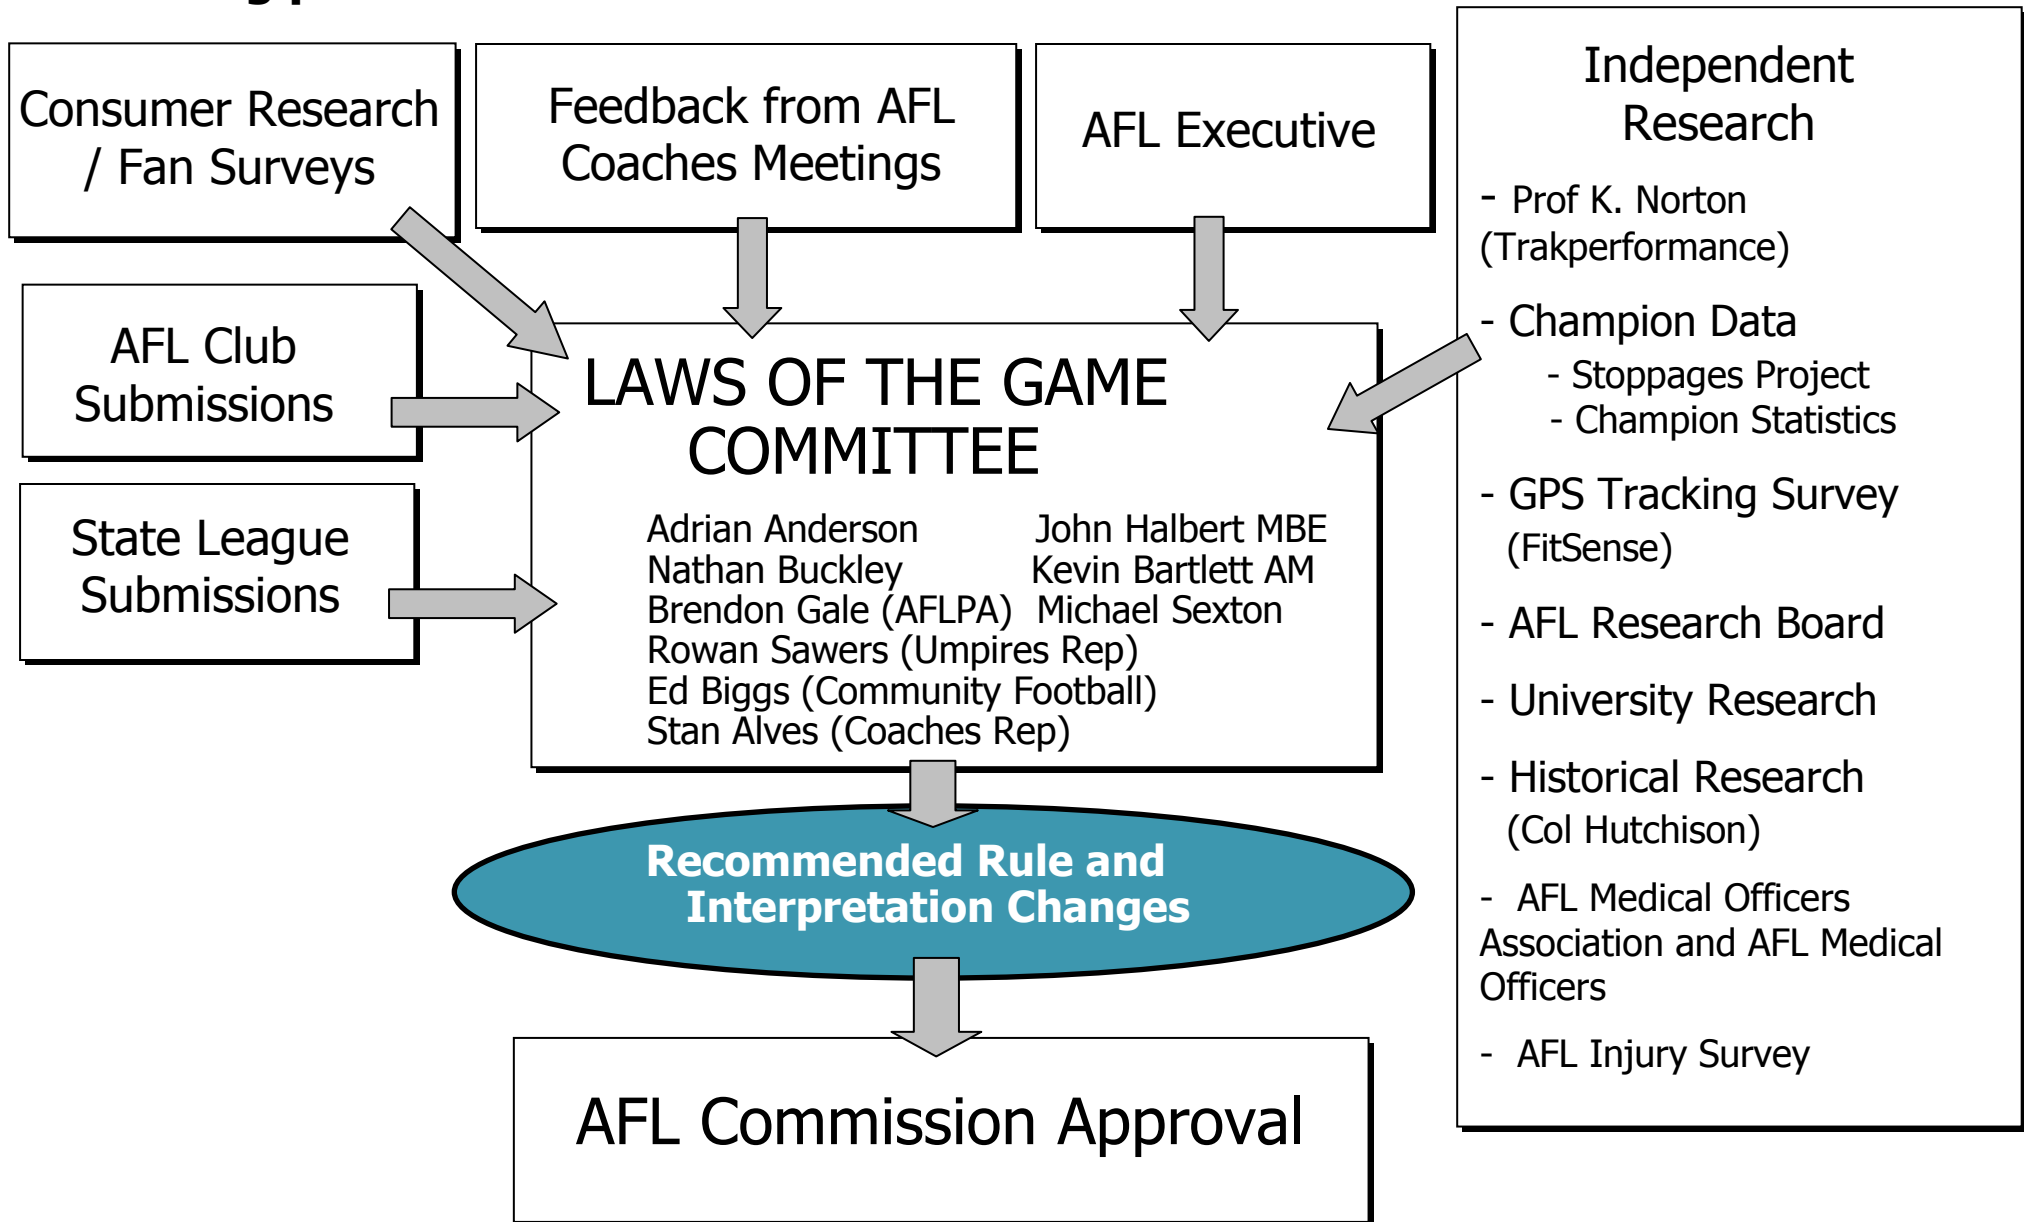 Consumer Research
/ Fan Surveys
Feedback from AFL
Coaches Meetings
AFL Executive
Independent
Research
- Prof K. Norton
(Trakperformance)
- Champion Data
- Stoppages Project
- Champion Statistics
- GPS Tracking Survey
(FitSense)
- AFL Research Board
- University Research
- Historical Research
(Col Hutchison)
- AFL Medical Officers
Association and AFL Medical
Officers
- AFL Injury Survey
AFL Club
Submissions
State League
Submissions
LAWS OF THE GAME
COMMITTEE
Adrian Anderson John Halbert MBE
Nathan Buckley Kevin Bartlett AM
Brendon Gale (AFLPA) Michael Sexton
Rowan Sawers (Umpires Rep)
Ed Biggs (Community Football)
Stan Alves (Coaches Rep)
Recommended Rule and
Interpretation Changes
AFL Commission Approval